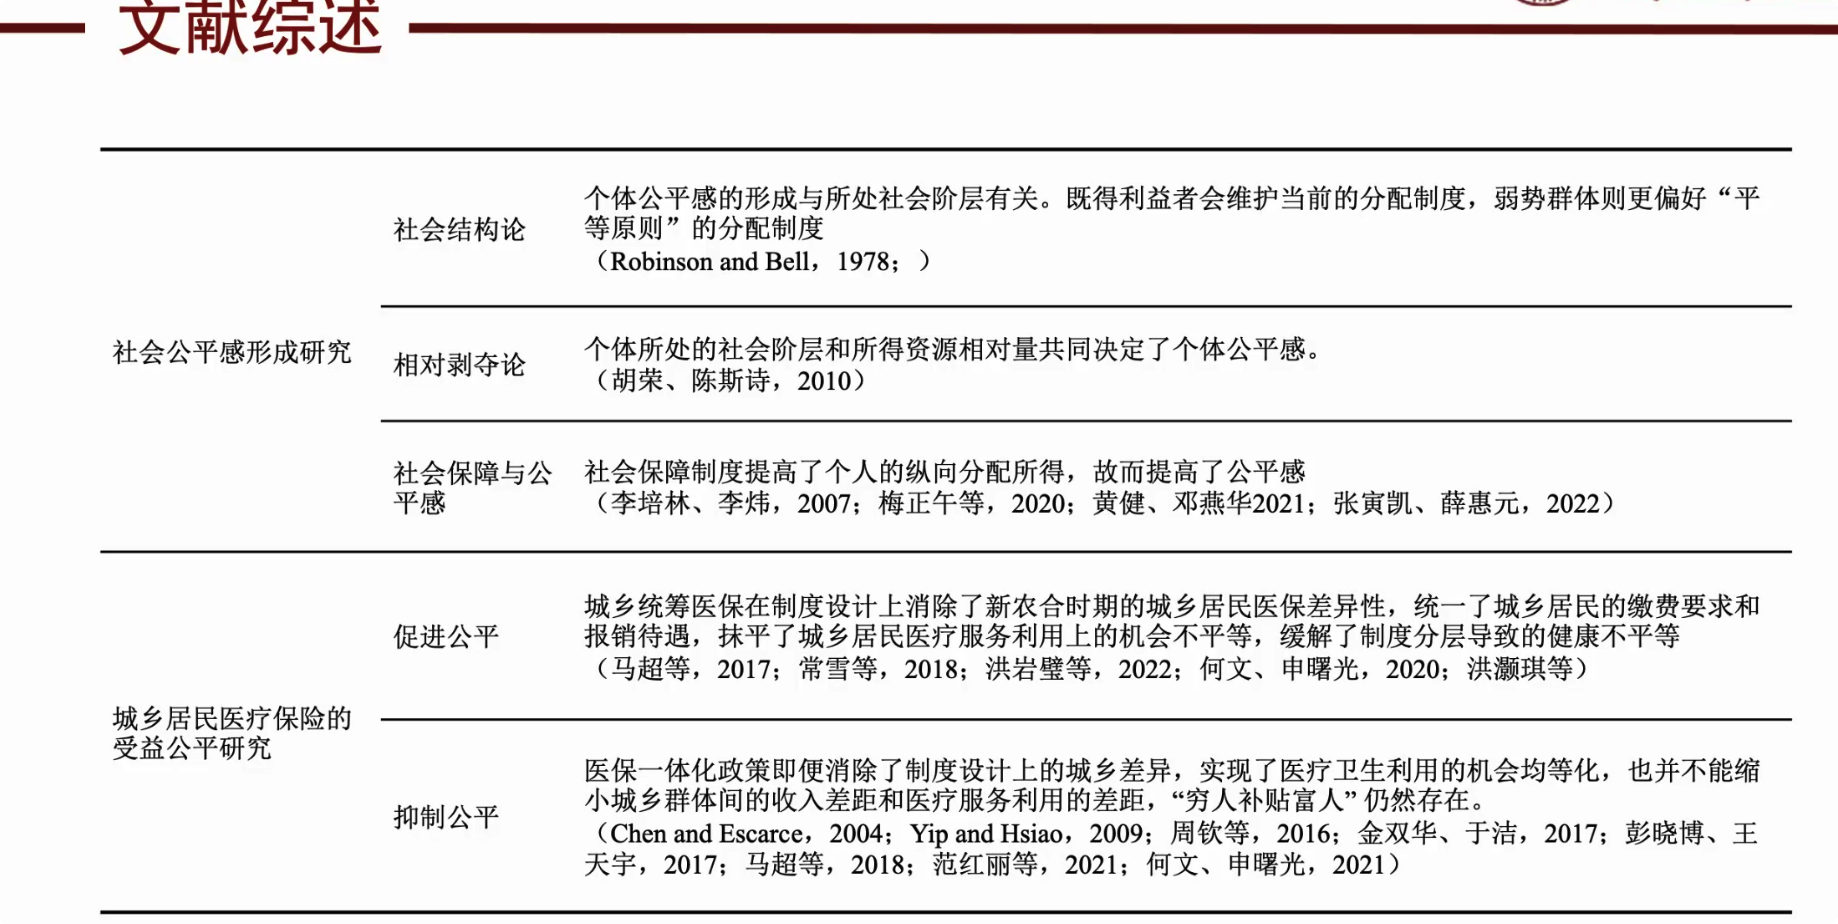 文献综述
社会公平感形成研究
社会结构论
个体公平感的形成与所处社会阶层有关。既得利益者会维护当前的分配制度，弱势群体则更偏好“平
等原则”的分配制度
（Robinson and Bell，1978；）
相对剥夺论
个体所处的社会阶层和所得资源相对量共同决定了个体公平感。
（胡荣、陈斯诗，2010）
社会保障与公
平感
社会保障制度提高了个人的纵向分配所得，故而提高了公平感
（李培林、李炜，2007；梅正午等，2020；黄健、邓燕华2021；张寅凯、薛惠元，2022）
城乡居民医疗保险的
受益公平研究
促进公平
城乡统筹医保在制度设计上消除了新农合时期的城乡居民医保差异性，统一了城乡居民的缴费要求和
报销待遇，抹平了城乡居民医疗服务利用上的机会不平等，缓解了制度分层导致的健康不平等
（马超等，2017；常雪等，2018；洪岩璧等，2022；何文、申曙光，2020；洪灏琪等）
抑制公平
医保一体化政策即便消除了制度设计上的城乡差异，实现了医疗卫生利用的机会均等化，也并不能缩
小城乡群体间的收入差距和医疗服务利用的差距，“穷人补贴富人”仍然存在。
（Chen and Escarce，2004；Yip and Hsiao，2009；周钦等，2016；金双华、于洁，2017；彭晓博、王
天宇，2017；马超等，2018；范红丽等，2021；何文、申曙光，2021）